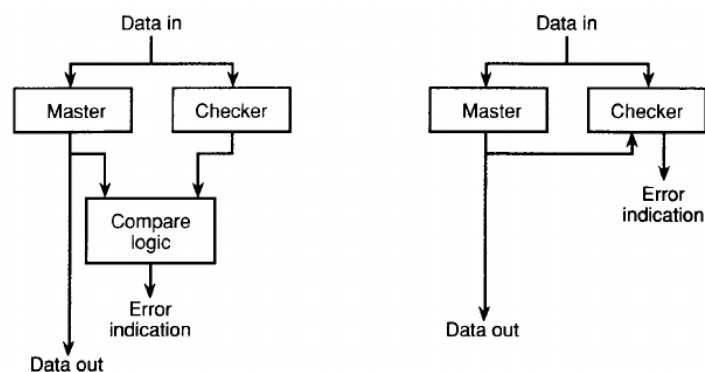 Data in
Master
Checker
Compare
logic
Error
indication
Data out
Data in
Master
Checker
Error
indication
Data out